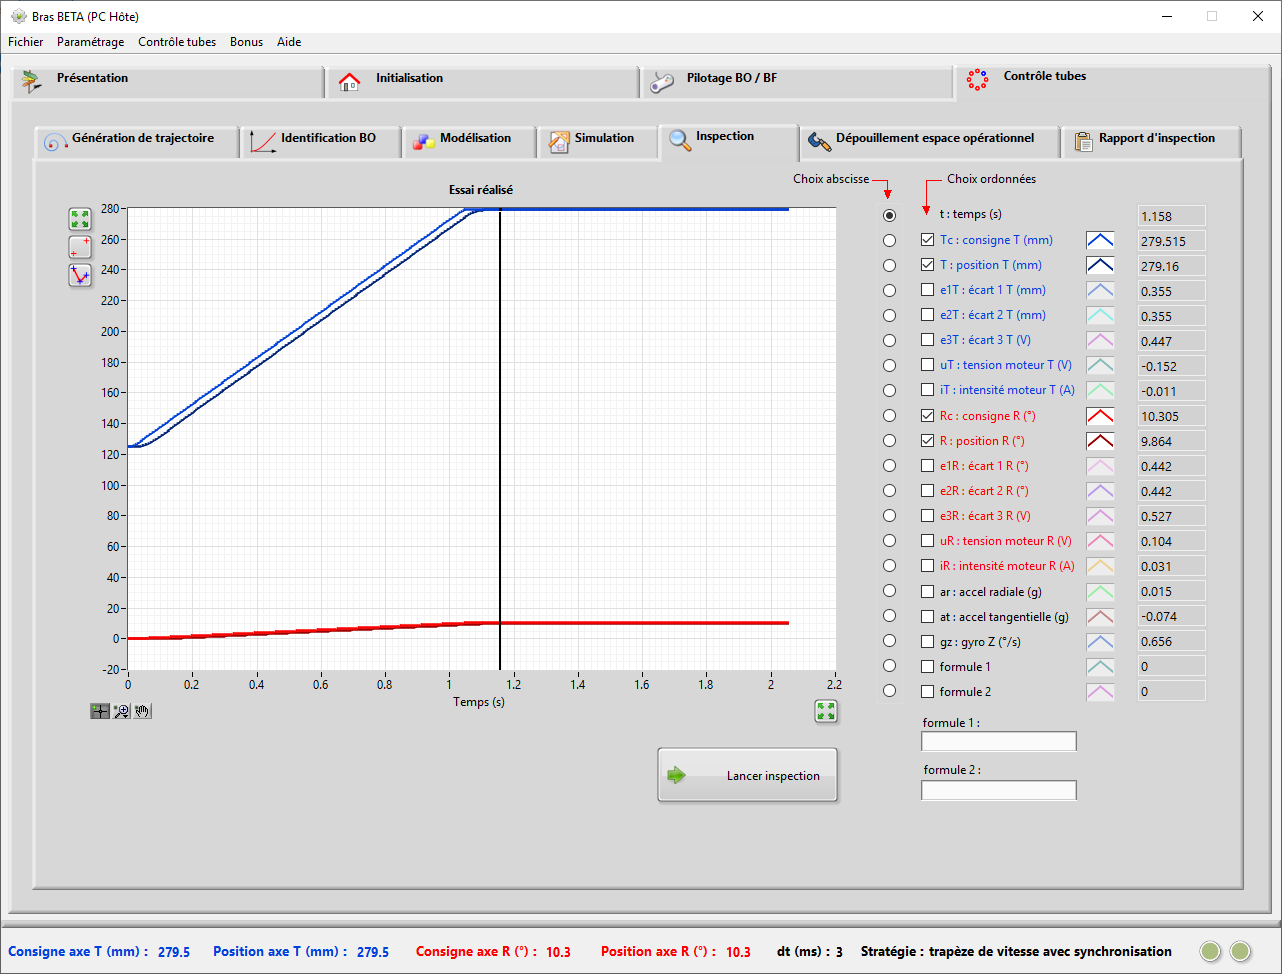 Bras BETA (PC Hôte)
Fichier Paramétrage Contrôle tubes Bonus Aide
Présentation Initialisation Pilotage BO / BF Contrôle tubes
Génération de trajectoire Identification BO Modélisation Simulation Inspection Dépouillement espace opérationnel Rapport d'inspection
Choix abscisse Choix ordonnées
Essai réalisé
280
260
240
220
200
180
160
140
120
100
80
60
40
20
0
-20
0 0.2 0.4 0.6 0.8 1 1.2 1.4 1.6 1.8 2 2.2
Temps (s)
t : temps (s) 1.158
Tc : consigne T (mm) 279.515
T : position T (mm) 279.16
e1T : écart 1 T (mm) 0.355
e2T : écart 2 T (mm) 0.355
e3T : écart 3 T (V) 0.447
uT : tension moteur T (V) -0.152
iT : intensité moteur T (A) -0.011
Rc : consigne R (°) 10.305
R : position R (°) 9.864
e1R : écart 1 R (°) 0.442
e2R : écart 2 R (°) 0.442
e3R : écart 3 R (V) 0.527
uR : tension moteur R (V) 0.104
iR : intensité moteur R (A) 0.031
ar : accel radiale (g) 0.015
at : accel tangentielle (g) -0.074
gz : gyro Z (°/s) 0.656
formule 1 0
formule 2 0
formule 1 :
formule 2 :
Lancer inspection
Consigne axe T (mm) : 279.5 Position axe T (mm) : 279.5 Consigne axe R (°) : 10.3 Position axe R (°) : 10.3 dt (ms) : 3 Stratégie : trapèze de vitesse avec synchronisation